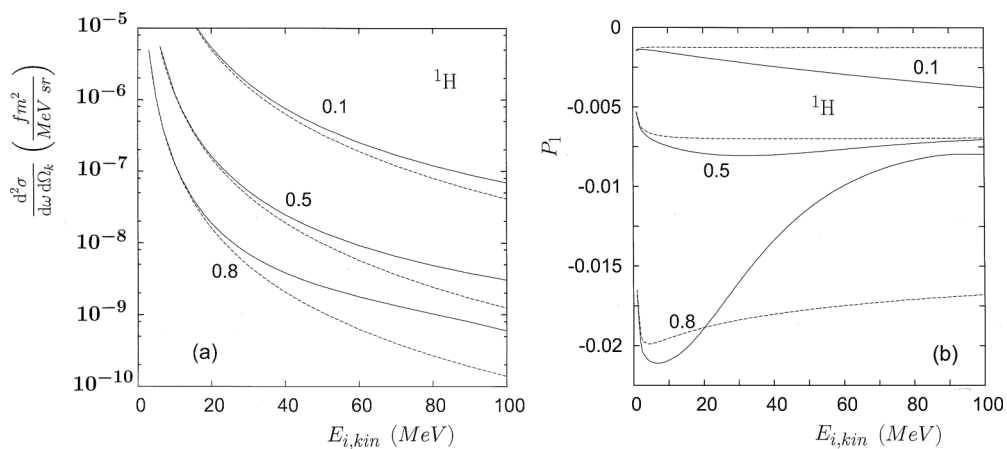 10⁻⁵
10⁻⁶
10⁻⁷
10⁻⁸
10⁻⁹
10⁻¹⁰
d²σ / dω dΩ_k ( fm² / MeV sr )
¹H
0.1
0.5
0.8
(a)
0 20 40 60 80 100
E_{i,kin} (MeV)
0
-0.005
-0.01
-0.015
-0.02
P₁
0.1
¹H
0.5
0.8
(b)
0 20 40 60 80 100
E_{i,kin} (MeV)